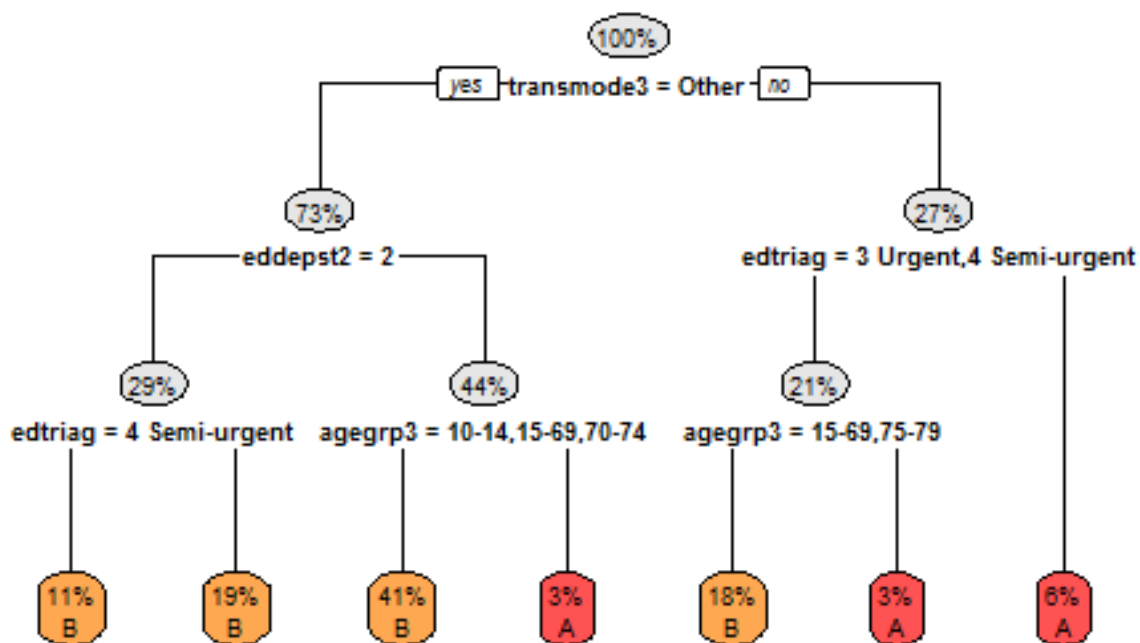 100%
yes transmode3 = Other no
73% 27%
eddepst2 = 2 edtriag = 3 Urgent,4 Semi-urgent
29% 44% 21%
edtriag = 4 Semi-urgent agegrp3 = 10-14,15-69,70-74 agegrp3 = 15-69,75-79
11% 19% 41% 3% 18% 3% 6%
B B B A B A A